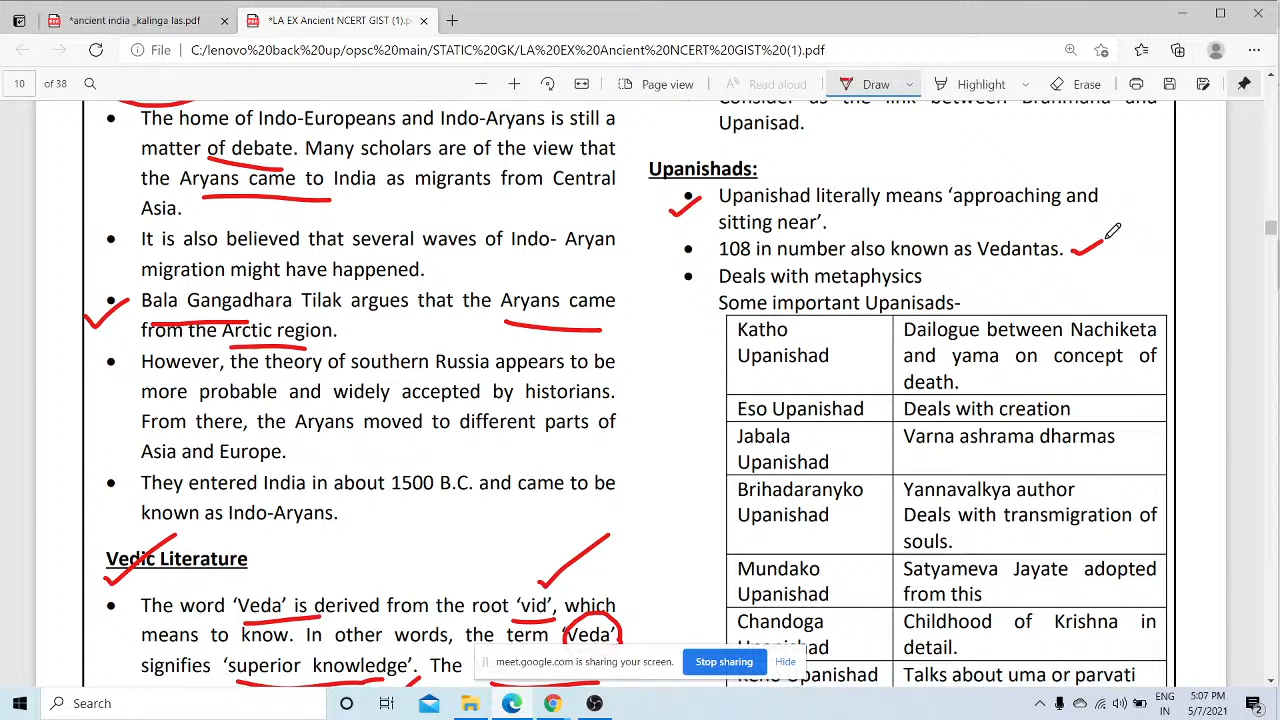 *ancient india _kalinga Ias.pdf
*LA EX Ancient NCERT GIST (1).p
File
C:/lenovo%20back%20up/opsc%20main/STATIC%20GK/LA%20EX%20Ancient%20NCERT%20GIST%20(1).pdf
10 of 38
Page view
Read aloud
Draw
Highlight
Erase
The home of Indo-Europeans and Indo-Aryans is still a
matter of debate. Many scholars are of the view that
the Aryans came to India as migrants from Central
Asia.
It is also believed that several waves of Indo- Aryan
migration might have happened.
Bala Gangadhara Tilak argues that the Aryans came
from the Arctic region.
However, the theory of southern Russia appears to be
more probable and widely accepted by historians.
From there, the Aryans moved to different parts of
Asia and Europe.
They entered India in about 1500 B.C. and came to be
known as Indo-Aryans.
Vedic Literature
The word ‘Veda’ is derived from the root ‘vid’, which
means to know. In other words, the term ‘Veda’
signifies ‘superior knowledge’. The
Consider as the link between Brahmana and
Upanisad.
Upanishads:
Upanishad literally means ‘approaching and
sitting near’.
108 in number also known as Vedantas.
Deals with metaphysics
Some important Upanisads-
Katho
Upanishad
Dailogue between Nachiketa
and yama on concept of
death.
Eso Upanishad
Deals with creation
Jabala
Upanishad
Varna ashrama dharmas
Brihadaranyko
Upanishad
Yannavalkya author
Deals with transmigration of
souls.
Mundako
Upanishad
Satyameva Jayate adopted
from this
Chandoga
Upanishad
Childhood of Krishna in
detail.
Keno Upanishad
Talks about uma or parvati
meet.google.com is sharing your screen.
Stop sharing
Hide
Search
ENG
IN
5:07 PM
5/7/2021
2